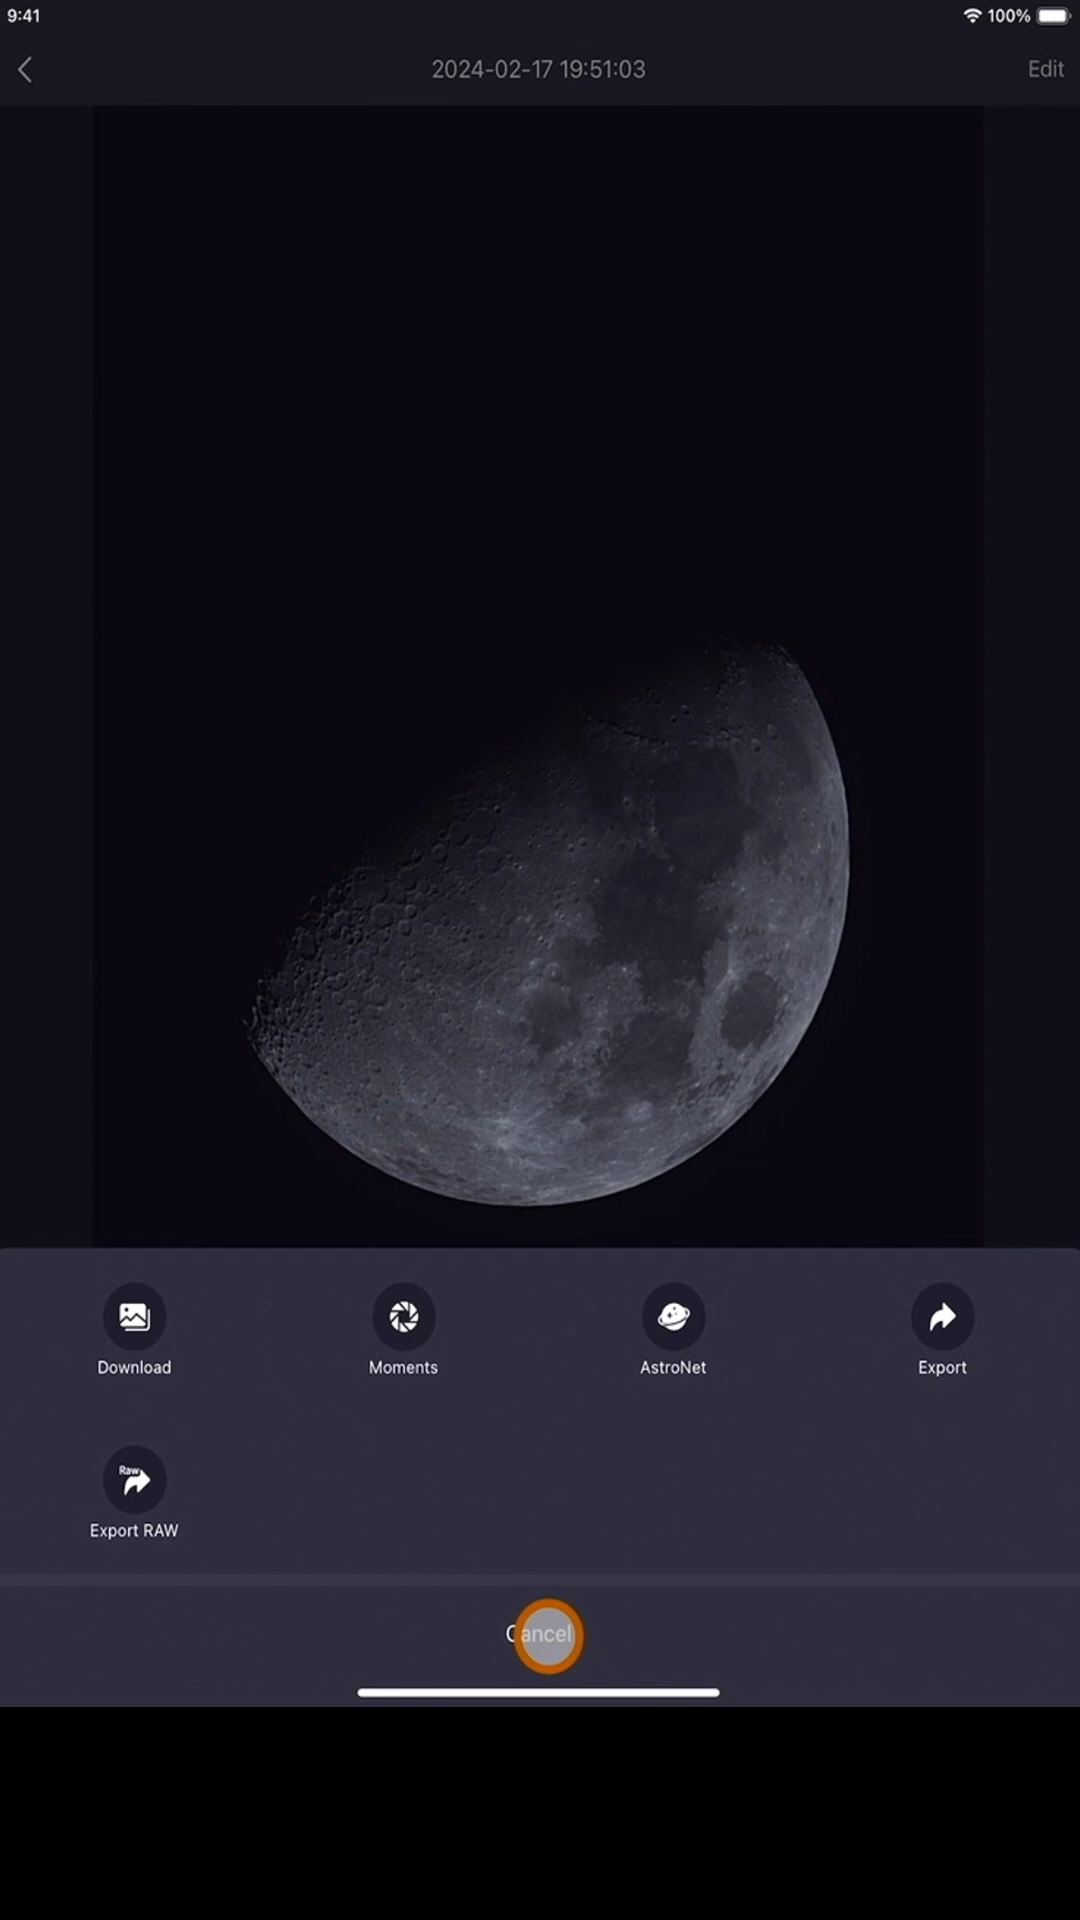 9:41
100%
2024-02-17 19:51:03
Edit
Download
Moments
AstroNet
Export
Raw
Export RAW
Cancel